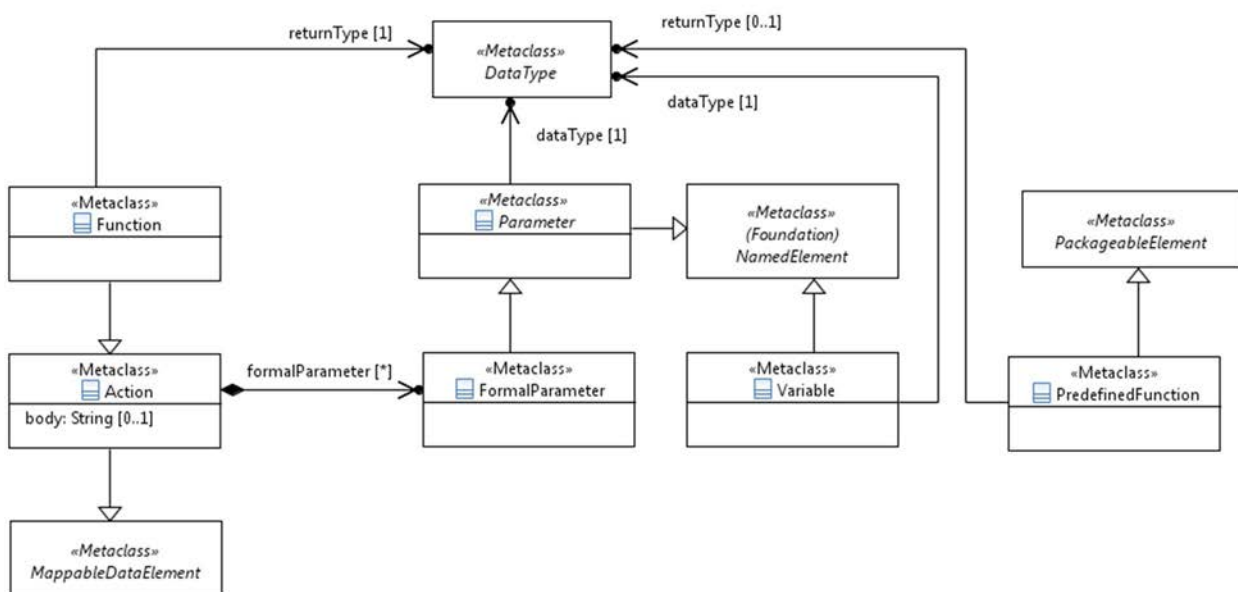 returnType [1]
returnType [0..1]
«Metaclass»
DataType
dataType [1]
dataType [1]
«Metaclass»
Function
«Metaclass»
Parameter
«Metaclass»
(Foundation)
NamedElement
«Metaclass»
PackageableElement
«Metaclass»
Action
body: String [0..1]
formalParameter [*]
«Metaclass»
FormalParameter
«Metaclass»
Variable
«Metaclass»
PredefinedFunction
«Metaclass»
MappableDataElement